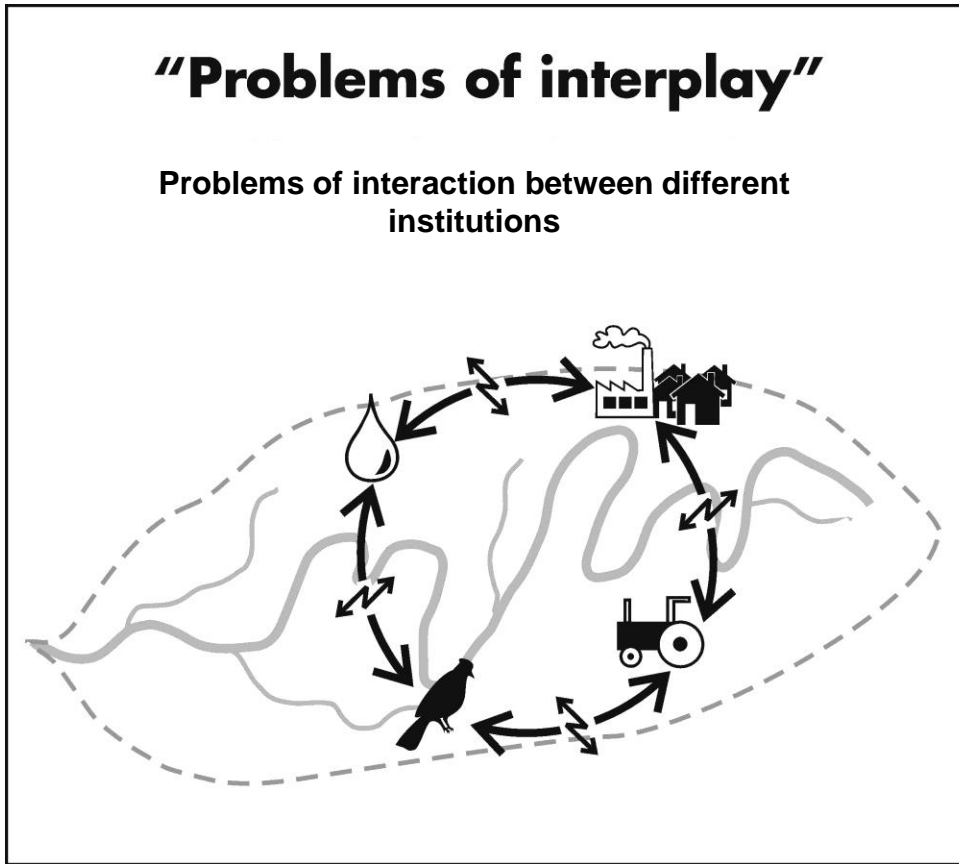 “Problems of interplay”
Problems of interaction between different
institutions